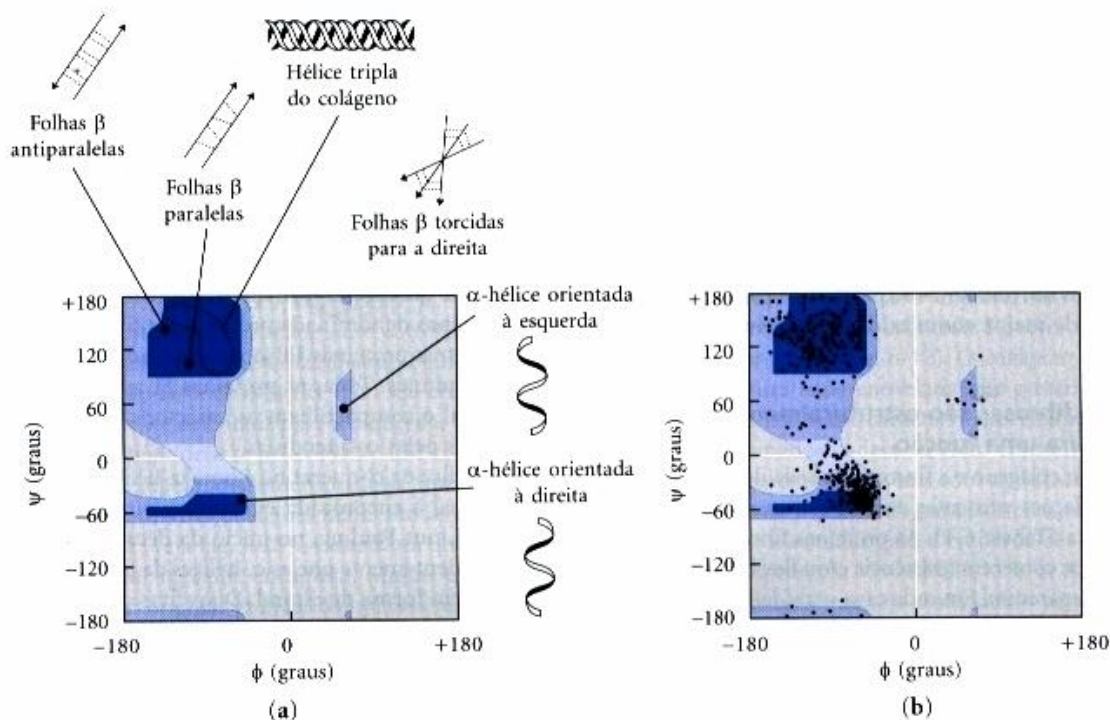 Hélice tripla
do colágeno
Folhas β
antiparalelas
Folhas β
paralelas
Folhas β torcidas
para a direita
α-hélice orientada
à esquerda
α-hélice orientada
à direita
+180
120
60
0
−60
−120
−180
ψ (graus)
−180
0
+180
ϕ (graus)
(a)
+180
120
60
0
−60
−120
−180
ψ (graus)
−180
0
+180
ϕ (graus)
(b)